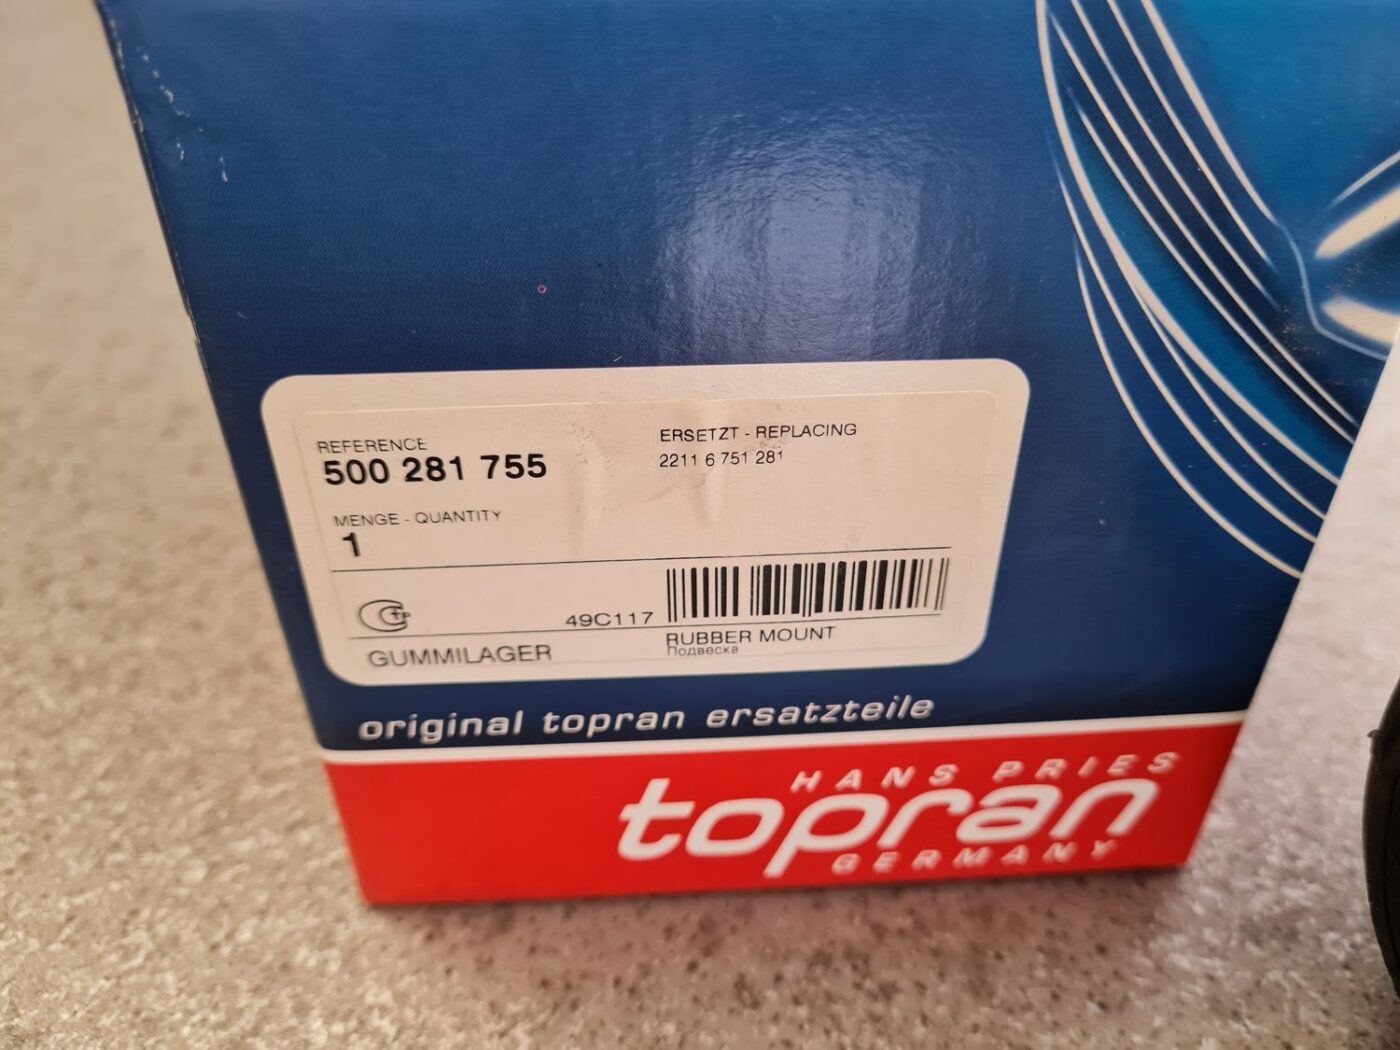 REFERENCE
500 281 755
ERSETZT - REPLACING
2211 6 751 281
MENGE - QUANTITY
1
49C117
GUMMILAGER
RUBBER MOUNT
Подвеска
original topran ersatzteile
HANS PRIES
topran
GERMANY